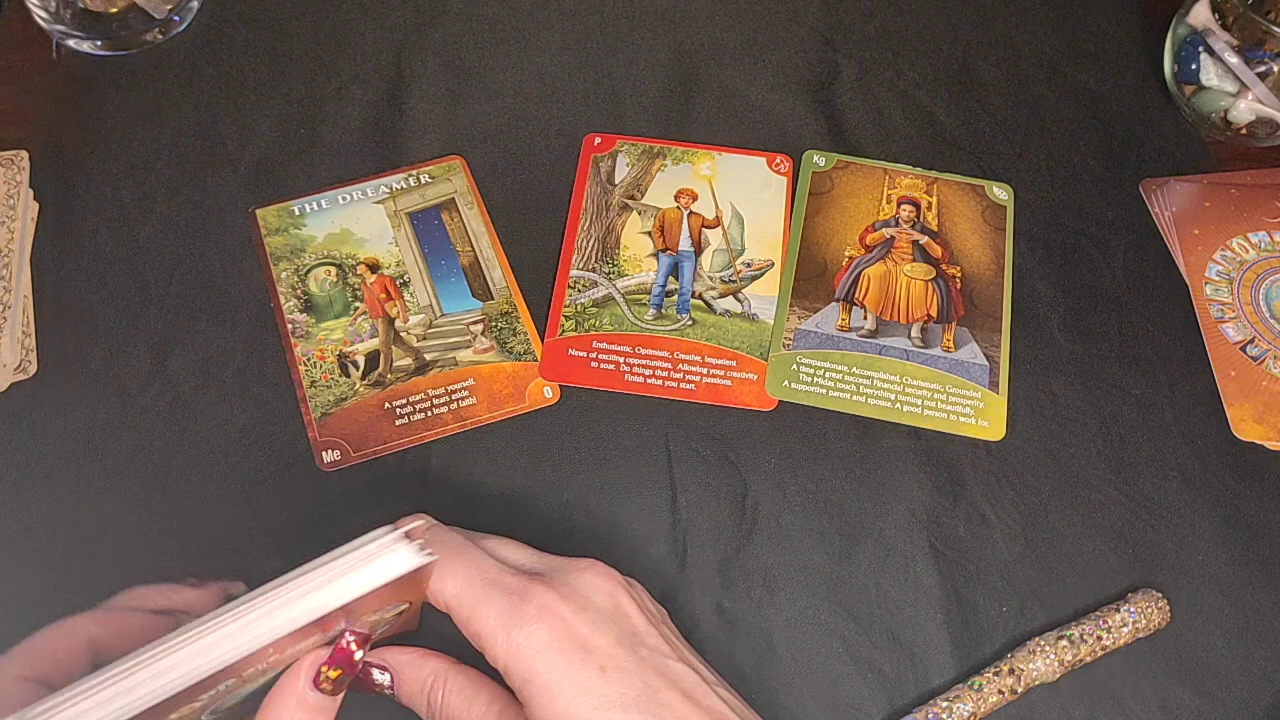 THE DREAMER
A new start. Trust yourself.
Push your fears aside
and take a leap of faith!
Me
0
P
Enthusiastic, Optimistic, Creative, Impatient
News of exciting opportunities. Allowing your creativity
to soar. Do things that fuel your passions.
Finish what you start.
Kg
Compassionate, Accomplished, Charismatic, Grounded
A time of great success! Financial security and prosperity.
The Midas touch. Everything turning out beautifully.
A supportive parent and spouse. A good person to work for.